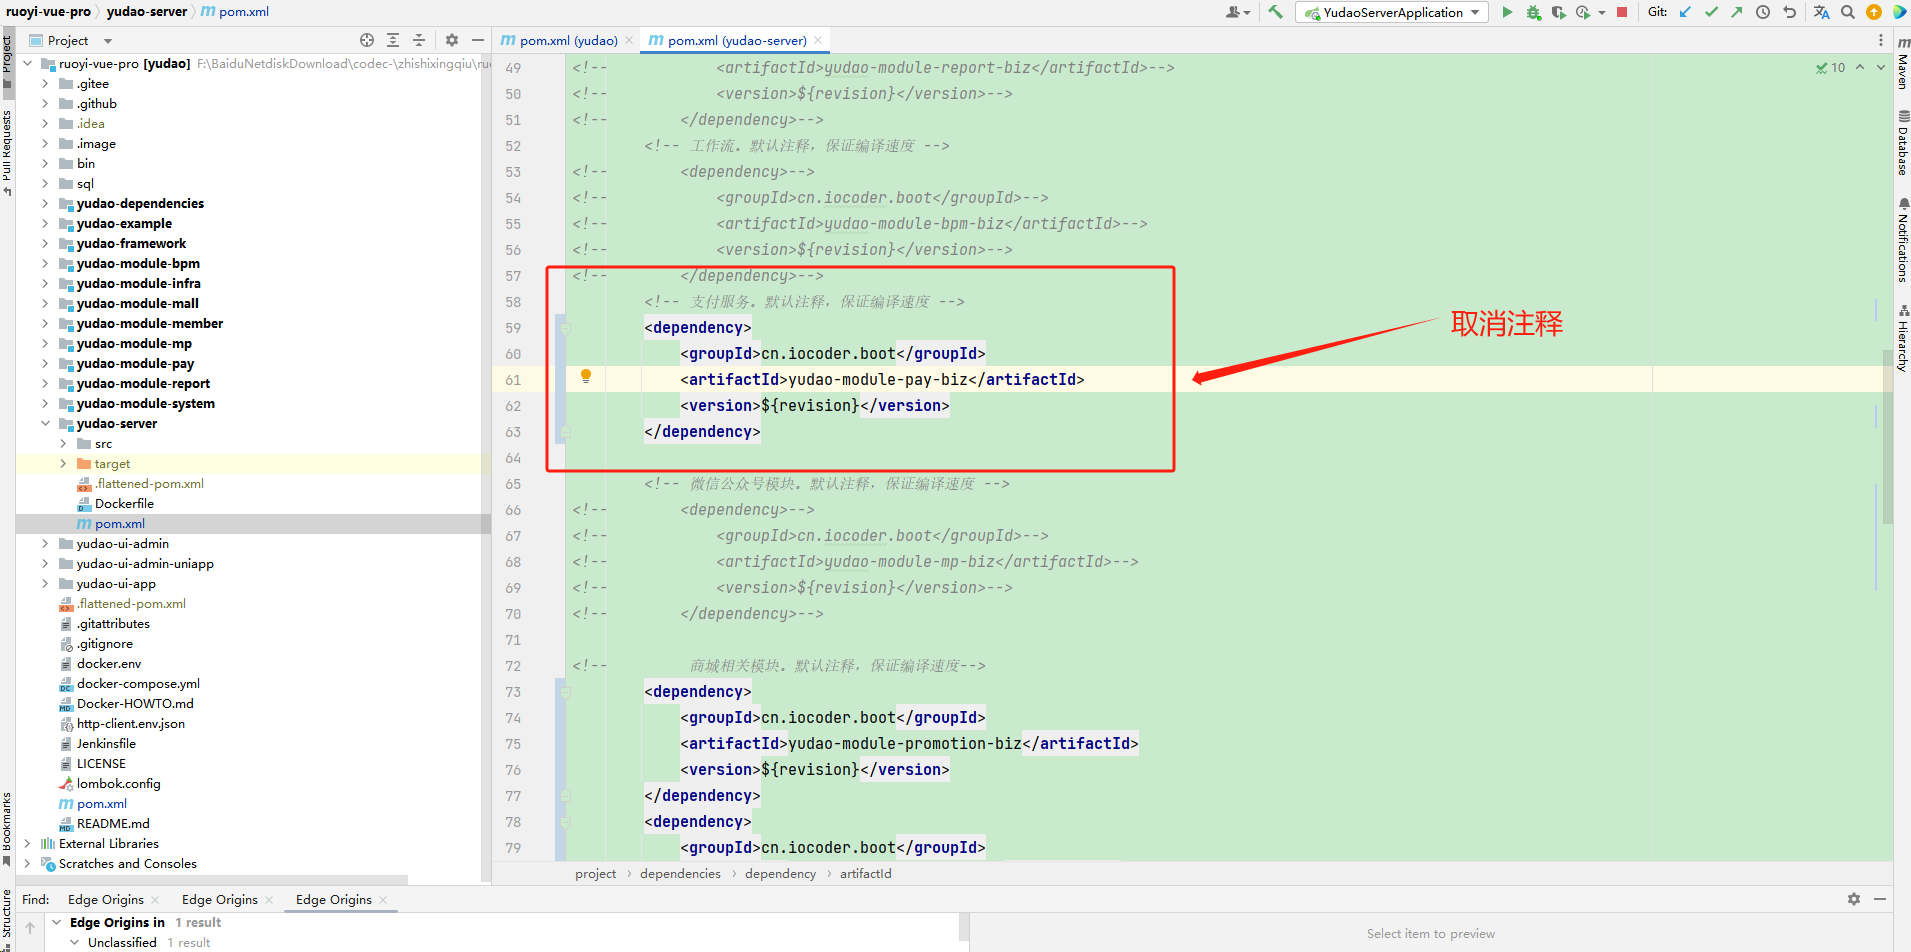 ruoyi-vue-pro yudao-server pom.xml
YudaoServerApplication
Git:
Project
pom.xml (yudao)
pom.xml (yudao-server)
Project
Pull Requests
Bookmarks
Structure
ruoyi-vue-pro [yudao] F:\BaiduNetdiskDownload\codec-\zhishixingqiu\ruo
.gitee
.github
.idea
.image
bin
sql
yudao-dependencies
yudao-example
yudao-framework
yudao-module-bpm
yudao-module-infra
yudao-module-mall
yudao-module-member
yudao-module-mp
yudao-module-pay
yudao-module-report
yudao-module-system
yudao-server
src
target
.flattened-pom.xml
Dockerfile
pom.xml
yudao-ui-admin
yudao-ui-admin-uniapp
yudao-ui-app
.flattened-pom.xml
.gitattributes
.gitignore
docker.env
docker-compose.yml
Docker-HOWTO.md
http-client.env.json
Jenkinsfile
LICENSE
lombok.config
pom.xml
README.md
External Libraries
Scratches and Consoles
49 <!-- <artifactId>yudao-module-report-biz</artifactId>-->
50 <!-- <version>${revision}</version>-->
51 <!-- </dependency>-->
52 <!-- 工作流。默认注释，保证编译速度 -->
53 <!-- <dependency>-->
54 <!-- <groupId>cn.iocoder.boot</groupId>-->
55 <!-- <artifactId>yudao-module-bpm-biz</artifactId>-->
56 <!-- <version>${revision}</version>-->
57 <!-- </dependency>-->
58 <!-- 支付服务。默认注释，保证编译速度 -->
59 <dependency>
60 <groupId>cn.iocoder.boot</groupId>
61 <artifactId>yudao-module-pay-biz</artifactId>
62 <version>${revision}</version>
63 </dependency>
64
65 <!-- 微信公众号模块。默认注释，保证编译速度 -->
66 <!-- <dependency>-->
67 <!-- <groupId>cn.iocoder.boot</groupId>-->
68 <!-- <artifactId>yudao-module-mp-biz</artifactId>-->
69 <!-- <version>${revision}</version>-->
70 <!-- </dependency>-->
71
72 <!-- 商城相关模块。默认注释，保证编译速度-->
73 <dependency>
74 <groupId>cn.iocoder.boot</groupId>
75 <artifactId>yudao-module-promotion-biz</artifactId>
76 <version>${revision}</version>
77 </dependency>
78 <dependency>
79 <groupId>cn.iocoder.boot</groupId>
取消注释
10
Maven
Database
Notifications
Hierarchy
project dependencies dependency artifactId
Find: Edge Origins Edge Origins Edge Origins
Edge Origins in 1 result
Unclassified 1 result
Select item to preview